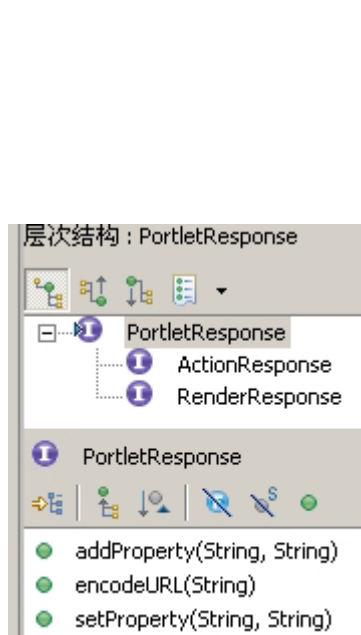 层次结构 : PortletResponse
PortletResponse
ActionResponse
RenderResponse
PortletResponse
addProperty(String, String)
encodeURL(String)
setProperty(String, String)